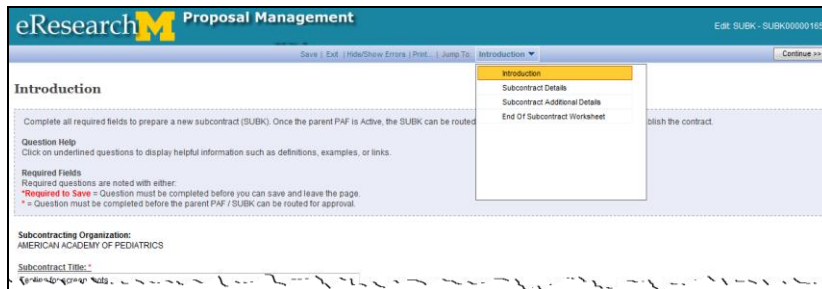 eResearch M Proposal Management
Edit: SUBK - SUBK00000165
Save | Exit | Hide/Show Errors | Print... | Jump To: Introduction ▼
Continue >>
Introduction
Subcontract Details
Subcontract Additional Details
End Of Subcontract Worksheet
Introduction
Complete all required fields to prepare a new subcontract (SUBK). Once the parent PAF is Active, the SUBK can be routed blish the contract.
Question Help
Click on underlined questions to display helpful information such as definitions, examples, or links.
Required Fields
Required questions are noted with either:
*Required to Save = Question must be completed before you can save and leave the page.
* = Question must be completed before the parent PAF / SUBK can be routed for approval.
Subcontracting Organization:
AMERICAN ACADEMY OF PEDIATRICS
Subcontract Title: *
for screen shots